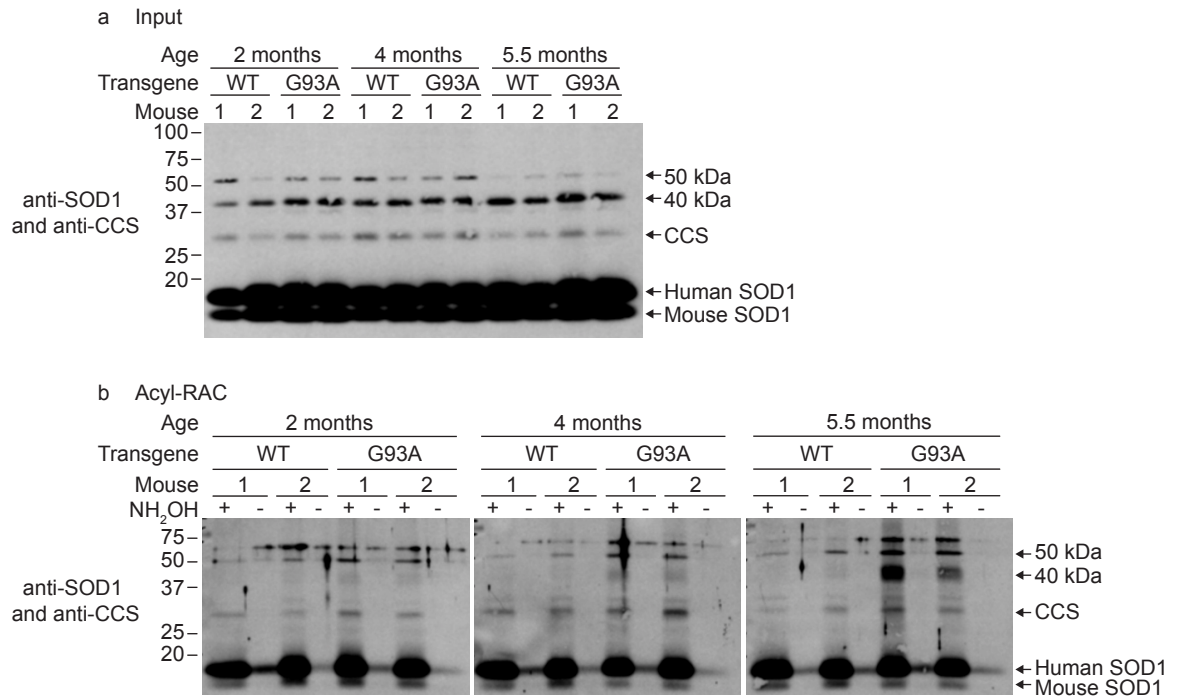 a Input
Age 2 months 4 months 5.5 months
Transgene WT G93A WT G93A WT G93A
Mouse 1 2 1 2 1 2 1 2 1 2 1 2
100
75
50
37
25
20
anti-SOD1
and anti-CCS
50 kDa
40 kDa
CCS
Human SOD1
Mouse SOD1
b Acyl-RAC
Age 2 months 4 months 5.5 months
Transgene WT G93A WT G93A WT G93A
Mouse 1 2 1 2 1 2 1 2 1 2 1 2
NH2OH + - + - + - + - + - + - + - + - + - + - + - + -
75
50
37
25
20
anti-SOD1
and anti-CCS
50 kDa
40 kDa
CCS
Human SOD1
Mouse SOD1